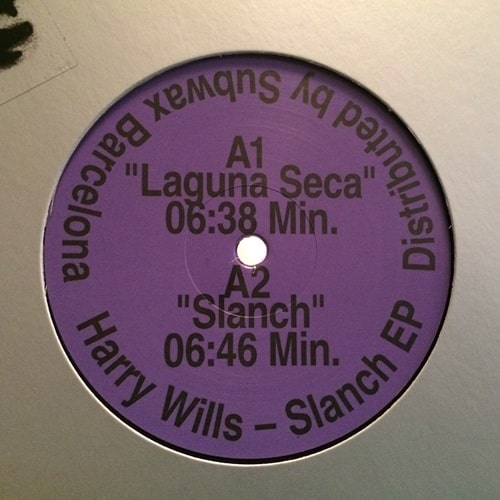 A1
"Laguna Seca"
06:38 Min.
A2
"Slanch"
06:46 Min.
Harry Wills – Slanch EP
Distributed by Subwax Barcelona